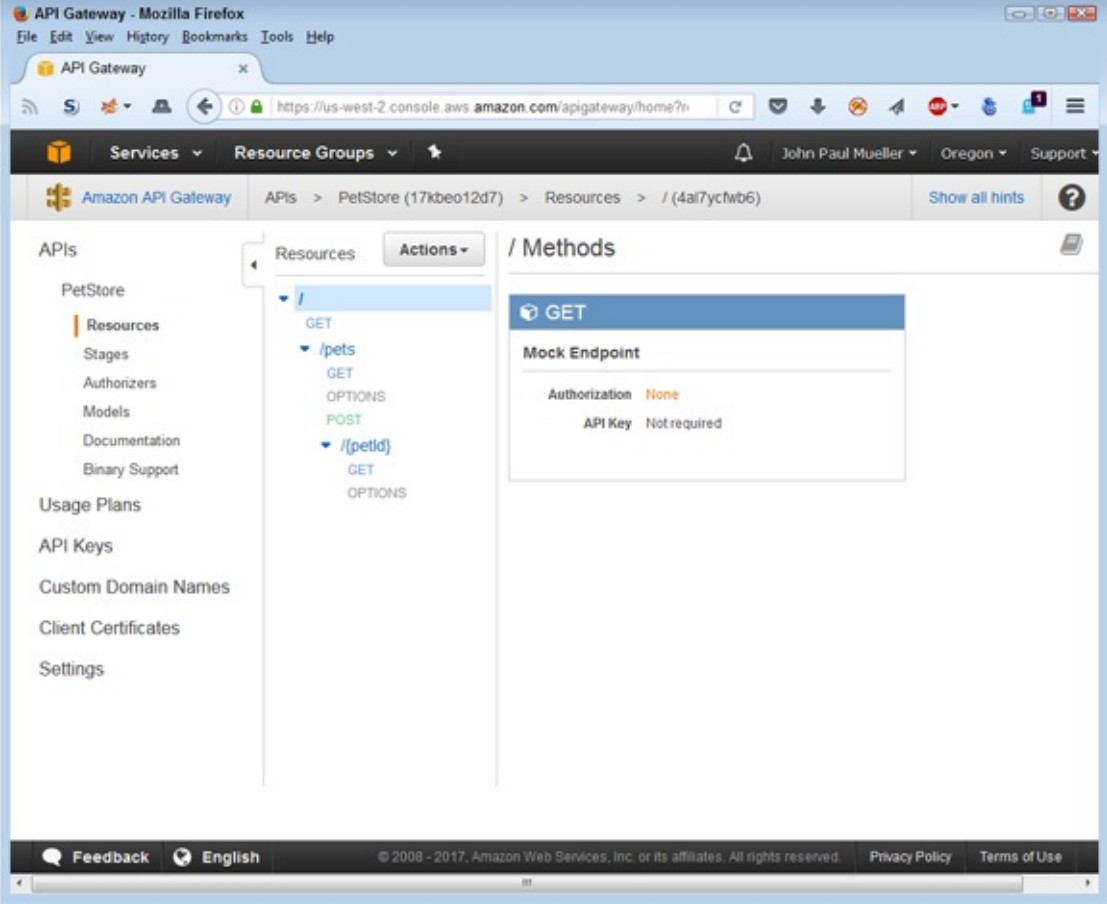 API Gateway - Mozilla Firefox
File Edit View History Bookmarks Tools Help
API Gateway
https://us-west-2.console.aws.amazon.com/apigateway/home?r
ABP
1
Services Resource Groups John Paul Mueller Oregon Support
Amazon API Gateway APIs > PetStore (17kbeo12d7) > Resources > / (4al7ycfwb6) Show all hints
APIs
PetStore
Resources
Stages
Authorizers
Models
Documentation
Binary Support
Usage Plans
API Keys
Custom Domain Names
Client Certificates
Settings
Resources Actions
/
GET
/pets
GET
OPTIONS
POST
/{petId}
GET
OPTIONS
/ Methods
GET
Mock Endpoint
Authorization None
API Key Not required
Feedback English © 2008 - 2017, Amazon Web Services, Inc. or its affiliates. All rights reserved. Privacy Policy Terms of Use